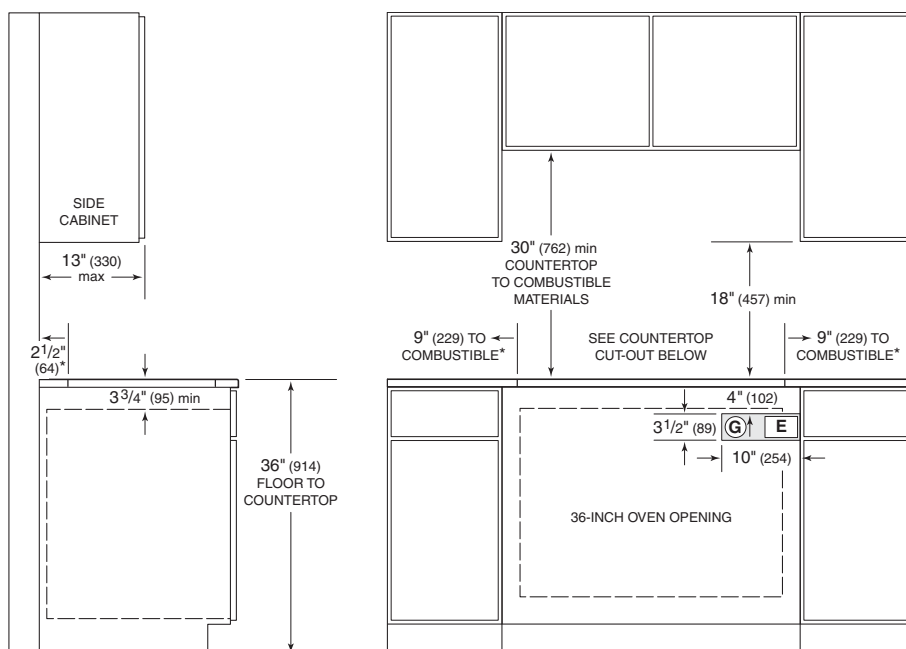 SIDE
CABINET
13" (330)
max
2 1/2"
(64)*
3 3/4" (95) min
36" (914)
FLOOR TO
COUNTERTOP
30" (762) min
COUNTERTOP
TO COMBUSTIBLE
MATERIALS
18" (457) min
9" (229) TO
COMBUSTIBLE*
SEE COUNTERTOP
CUT-OUT BELOW
9" (229) TO
COMBUSTIBLE*
4" (102)
3 1/2" (89)
G
E
10" (254)
36-INCH OVEN OPENING